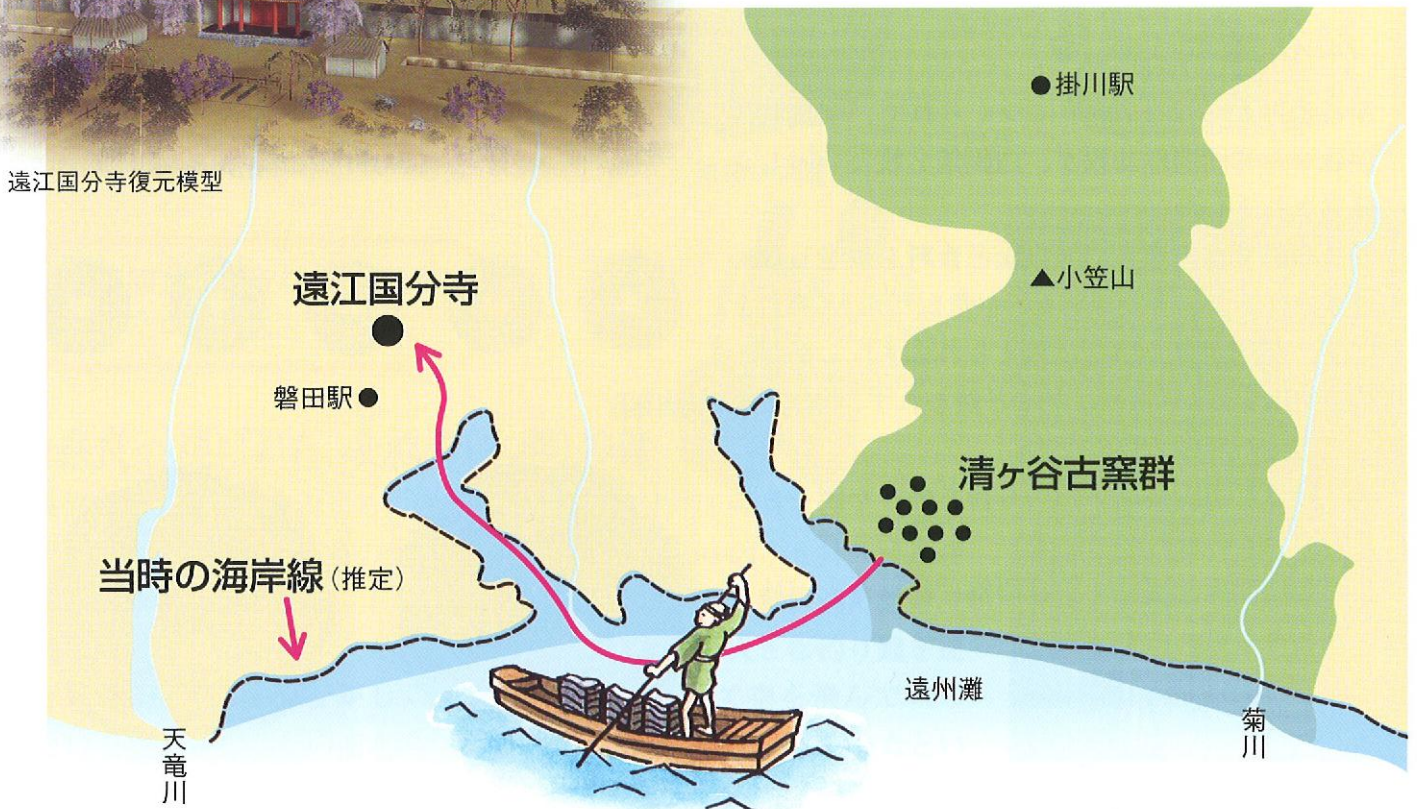 遠江国分寺復元模型
掛川駅
小笠山
遠江国分寺
磐田駅
清ヶ谷古窯群
当時の海岸線（推定）
遠州灘
天竜川
菊川